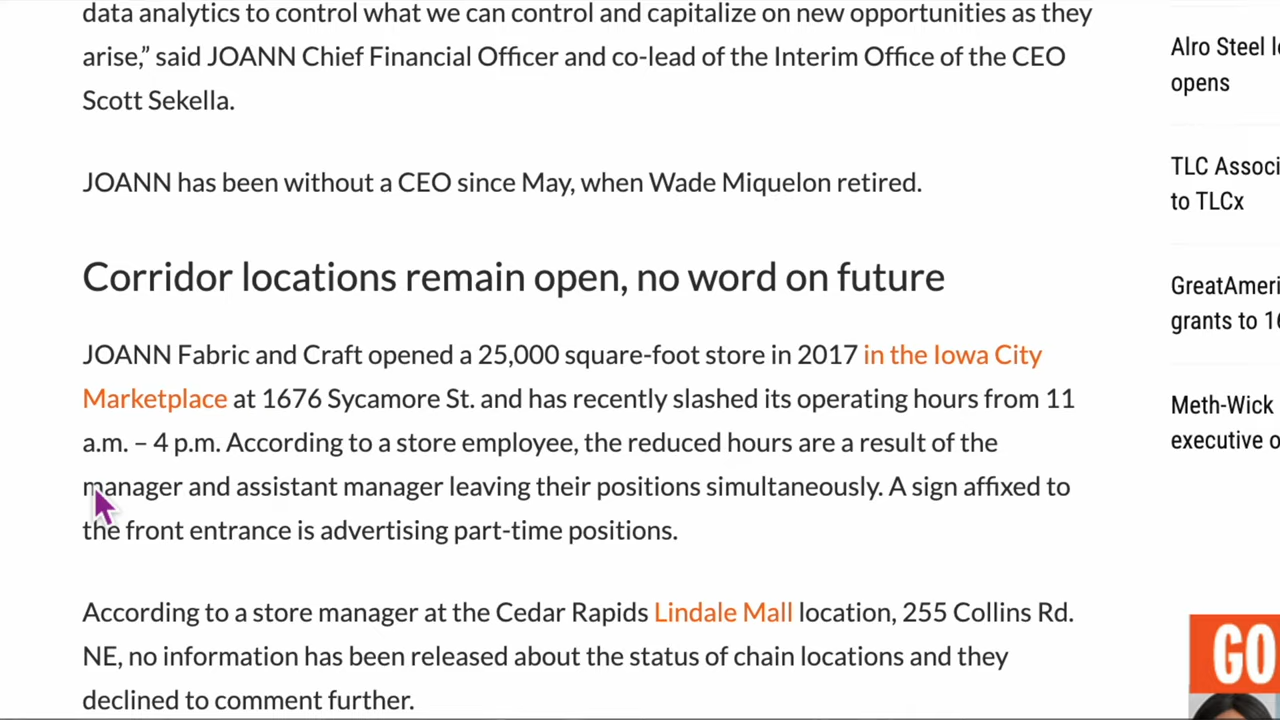 data analytics to control what we can control and capitalize on new opportunities as they
arise,” said JOANN Chief Financial Officer and co-lead of the Interim Office of the CEO
Scott Sekella.
JOANN has been without a CEO since May, when Wade Miquelon retired.
Corridor locations remain open, no word on future
JOANN Fabric and Craft opened a 25,000 square-foot store in 2017 in the Iowa City
Marketplace at 1676 Sycamore St. and has recently slashed its operating hours from 11
a.m. – 4 p.m. According to a store employee, the reduced hours are a result of the
manager and assistant manager leaving their positions simultaneously. A sign affixed to
the front entrance is advertising part-time positions.
According to a store manager at the Cedar Rapids Lindale Mall location, 255 Collins Rd.
NE, no information has been released about the status of chain locations and they
declined to comment further.
Alro Steel
opens
TLC
to TLCx
grants to
Meth-Wick
executive
GO